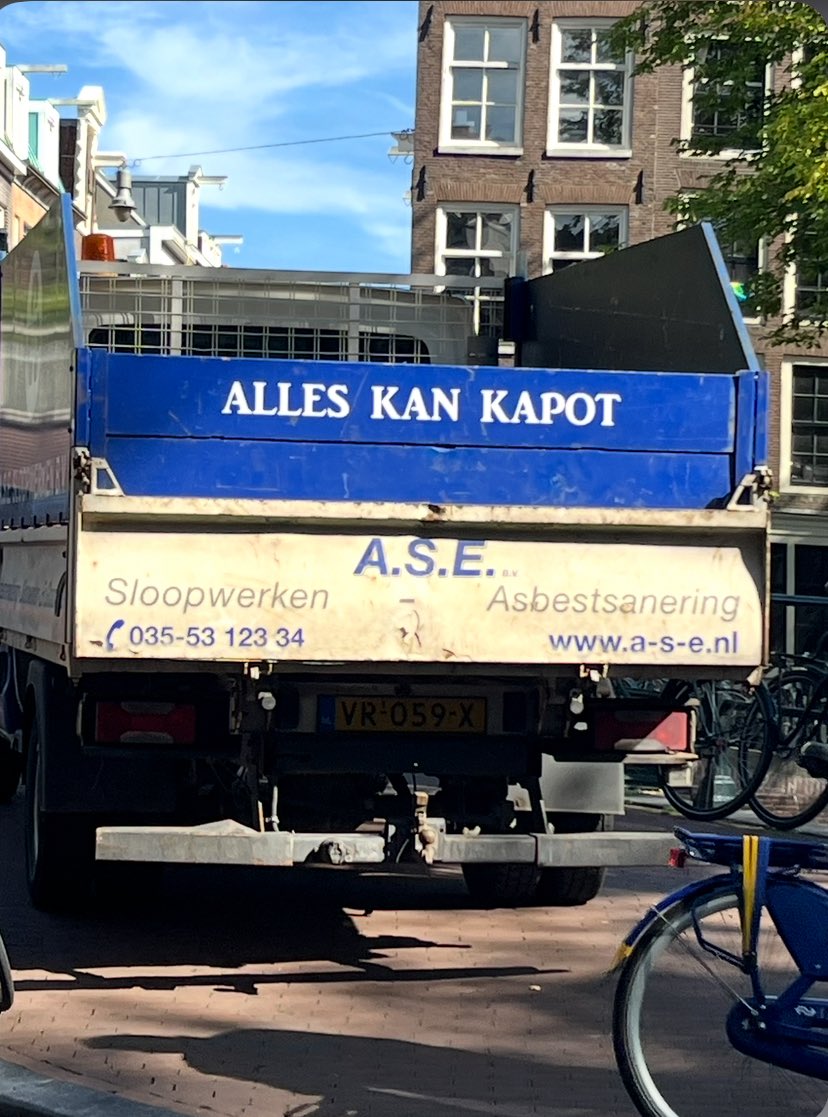 ALLES KAN KAPOT
A.S.E. B.V.
Sloopwerken - Asbestsanering
035-53 123 34 www.a-s-e.nl
VR-059-X